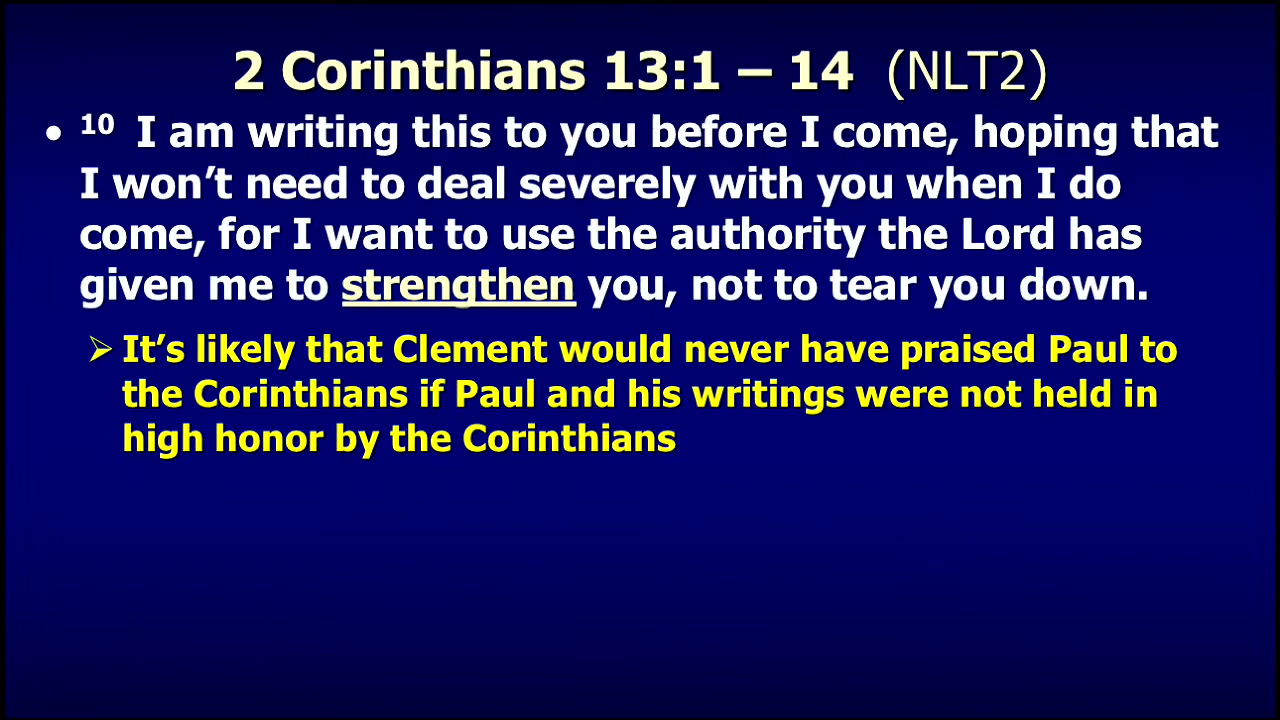 2 Corinthians 13:1 – 14 (NLT2)
• 10 I am writing this to you before I come, hoping that
I won’t need to deal severely with you when I do
come, for I want to use the authority the Lord has
given me to strengthen you, not to tear you down.
➢ It’s likely that Clement would never have praised Paul to
the Corinthians if Paul and his writings were not held in
high honor by the Corinthians